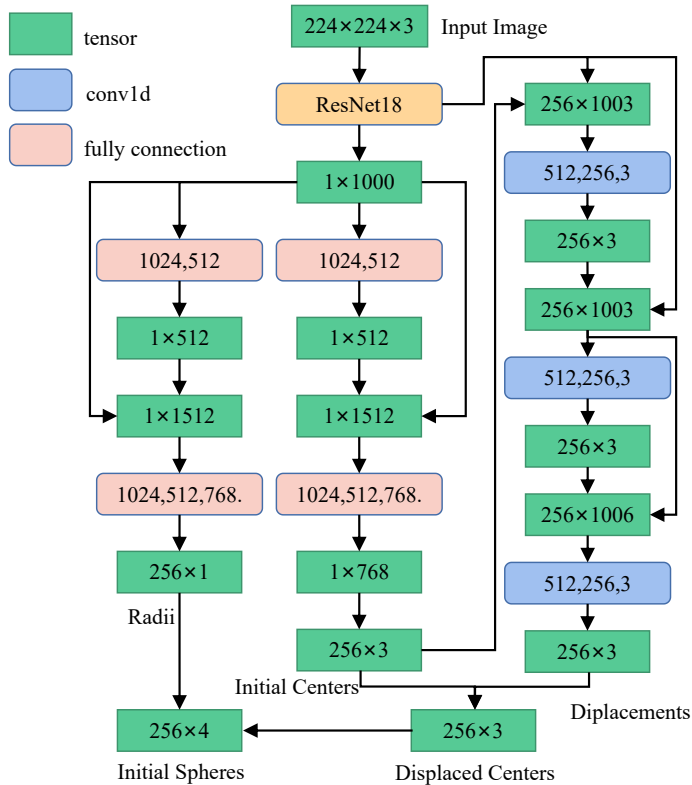 tensor
conv1d
fully connection
224×224×3
Input Image
ResNet18
1×1000
1024,512
1×512
1×1512
1024,512,768.
256×1
Radii
256×4
Initial Spheres
1024,512
1×512
1×1512
1024,512,768.
1×768
256×3
Initial Centers
256×1003
512,256,3
256×3
256×1003
512,256,3
256×3
256×1006
512,256,3
256×3
Diplacements
256×3
Displaced Centers